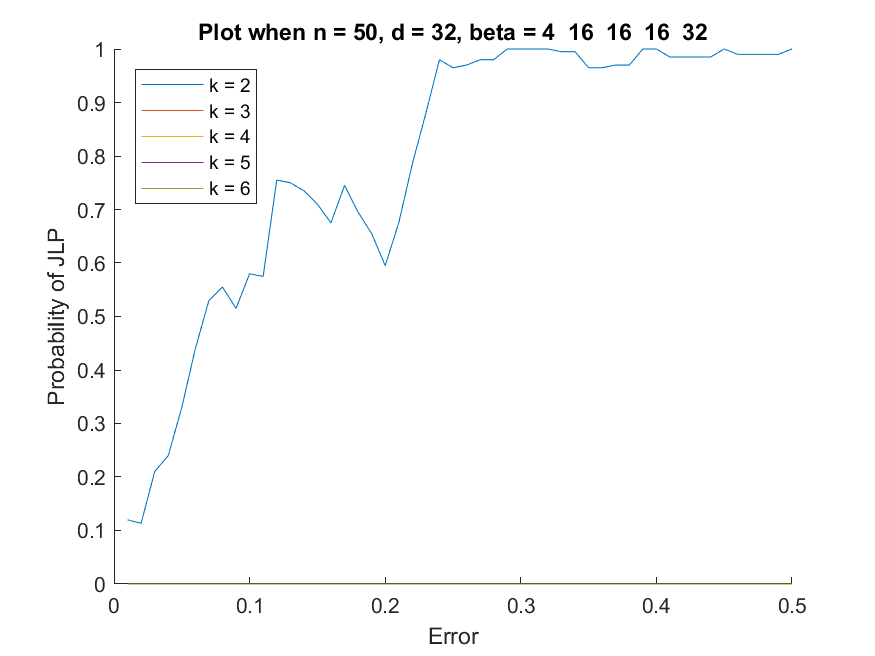 Plot when n = 50, d = 32, beta = 4  16  16  16  32
1
0.9
0.8
0.7
0.6
0.5
0.4
0.3
0.2
0.1
0
k = 2
k = 3
k = 4
k = 5
k = 6
Probability of JLP
0
0.1
0.2
0.3
0.4
0.5
Error